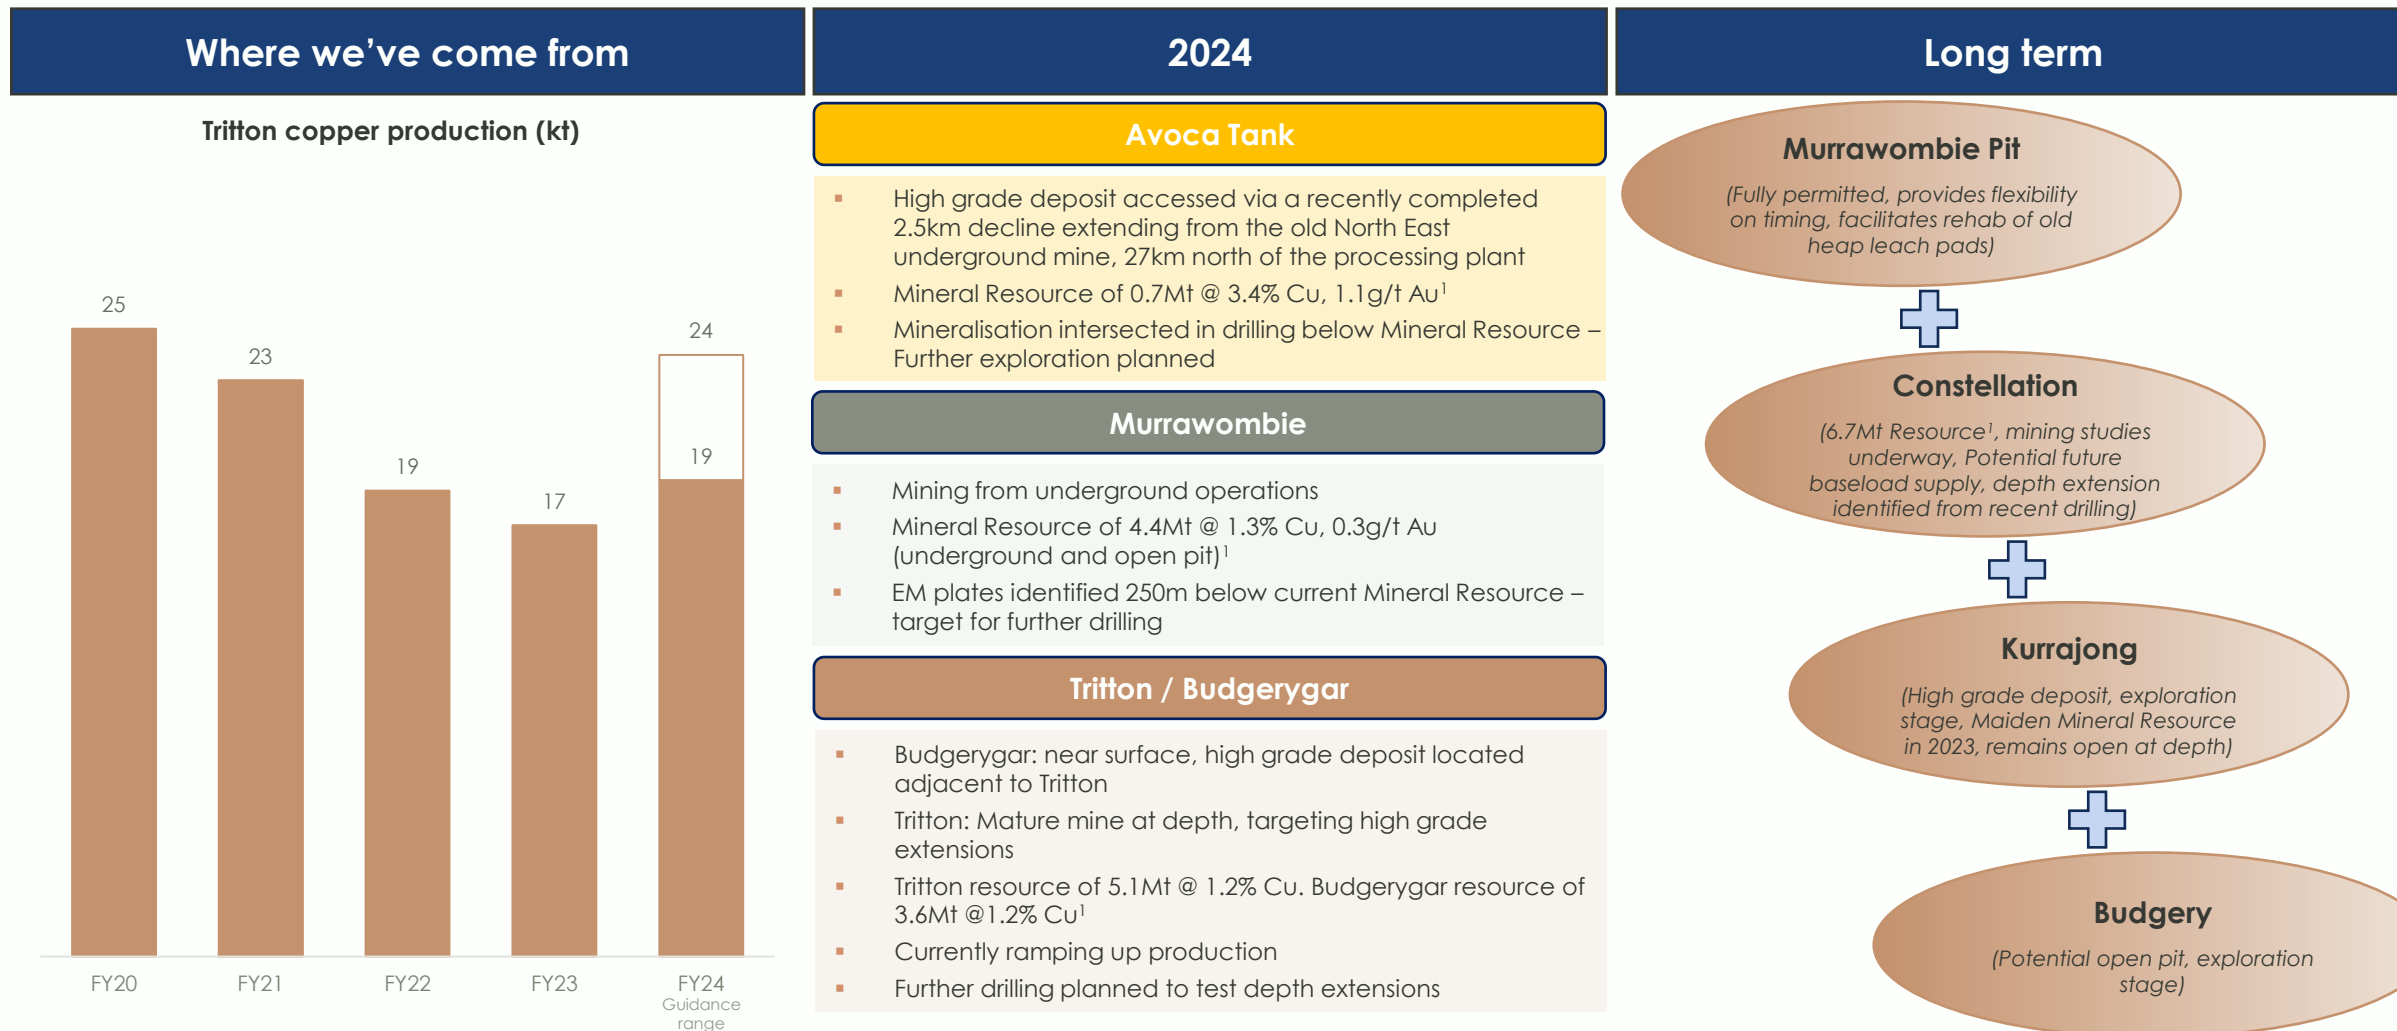 Where we've come from
Tritton copper production (kt)
25
23
19
17
24
19
FY20
FY21
FY22
FY23
FY24
Guidance
range
2024
Avoca Tank
▪ High grade deposit accessed via a recently completed
2.5km decline extending from the old North East
underground mine, 27km north of the processing plant
▪ Mineral Resource of 0.7Mt @ 3.4% Cu, 1.1g/t Au¹
▪ Mineralisation intersected in drilling below Mineral Resource –
Further exploration planned
Murrawombie
▪ Mining from underground operations
▪ Mineral Resource of 4.4Mt @ 1.3% Cu, 0.3g/t Au
(underground and open pit)¹
▪ EM plates identified 250m below current Mineral Resource –
target for further drilling
Tritton / Budgerygar
▪ Budgerygar: near surface, high grade deposit located
adjacent to Tritton
▪ Tritton: Mature mine at depth, targeting high grade
extensions
▪ Tritton resource of 5.1Mt @ 1.2% Cu. Budgerygar resource of
3.6Mt @1.2% Cu¹
▪ Currently ramping up production
▪ Further drilling planned to test depth extensions
Long term
Murrawombie Pit
(Fully permitted, provides flexibility
on timing, facilitates rehab of old
heap leach pads)
Constellation
(6.7Mt Resource¹, mining studies
underway, Potential future
baseload supply, depth extension
identified from recent drilling)
Kurrajong
(High grade deposit, exploration
stage, Maiden Mineral Resource
in 2023, remains open at depth)
Budgery
(Potential open pit, exploration
stage)